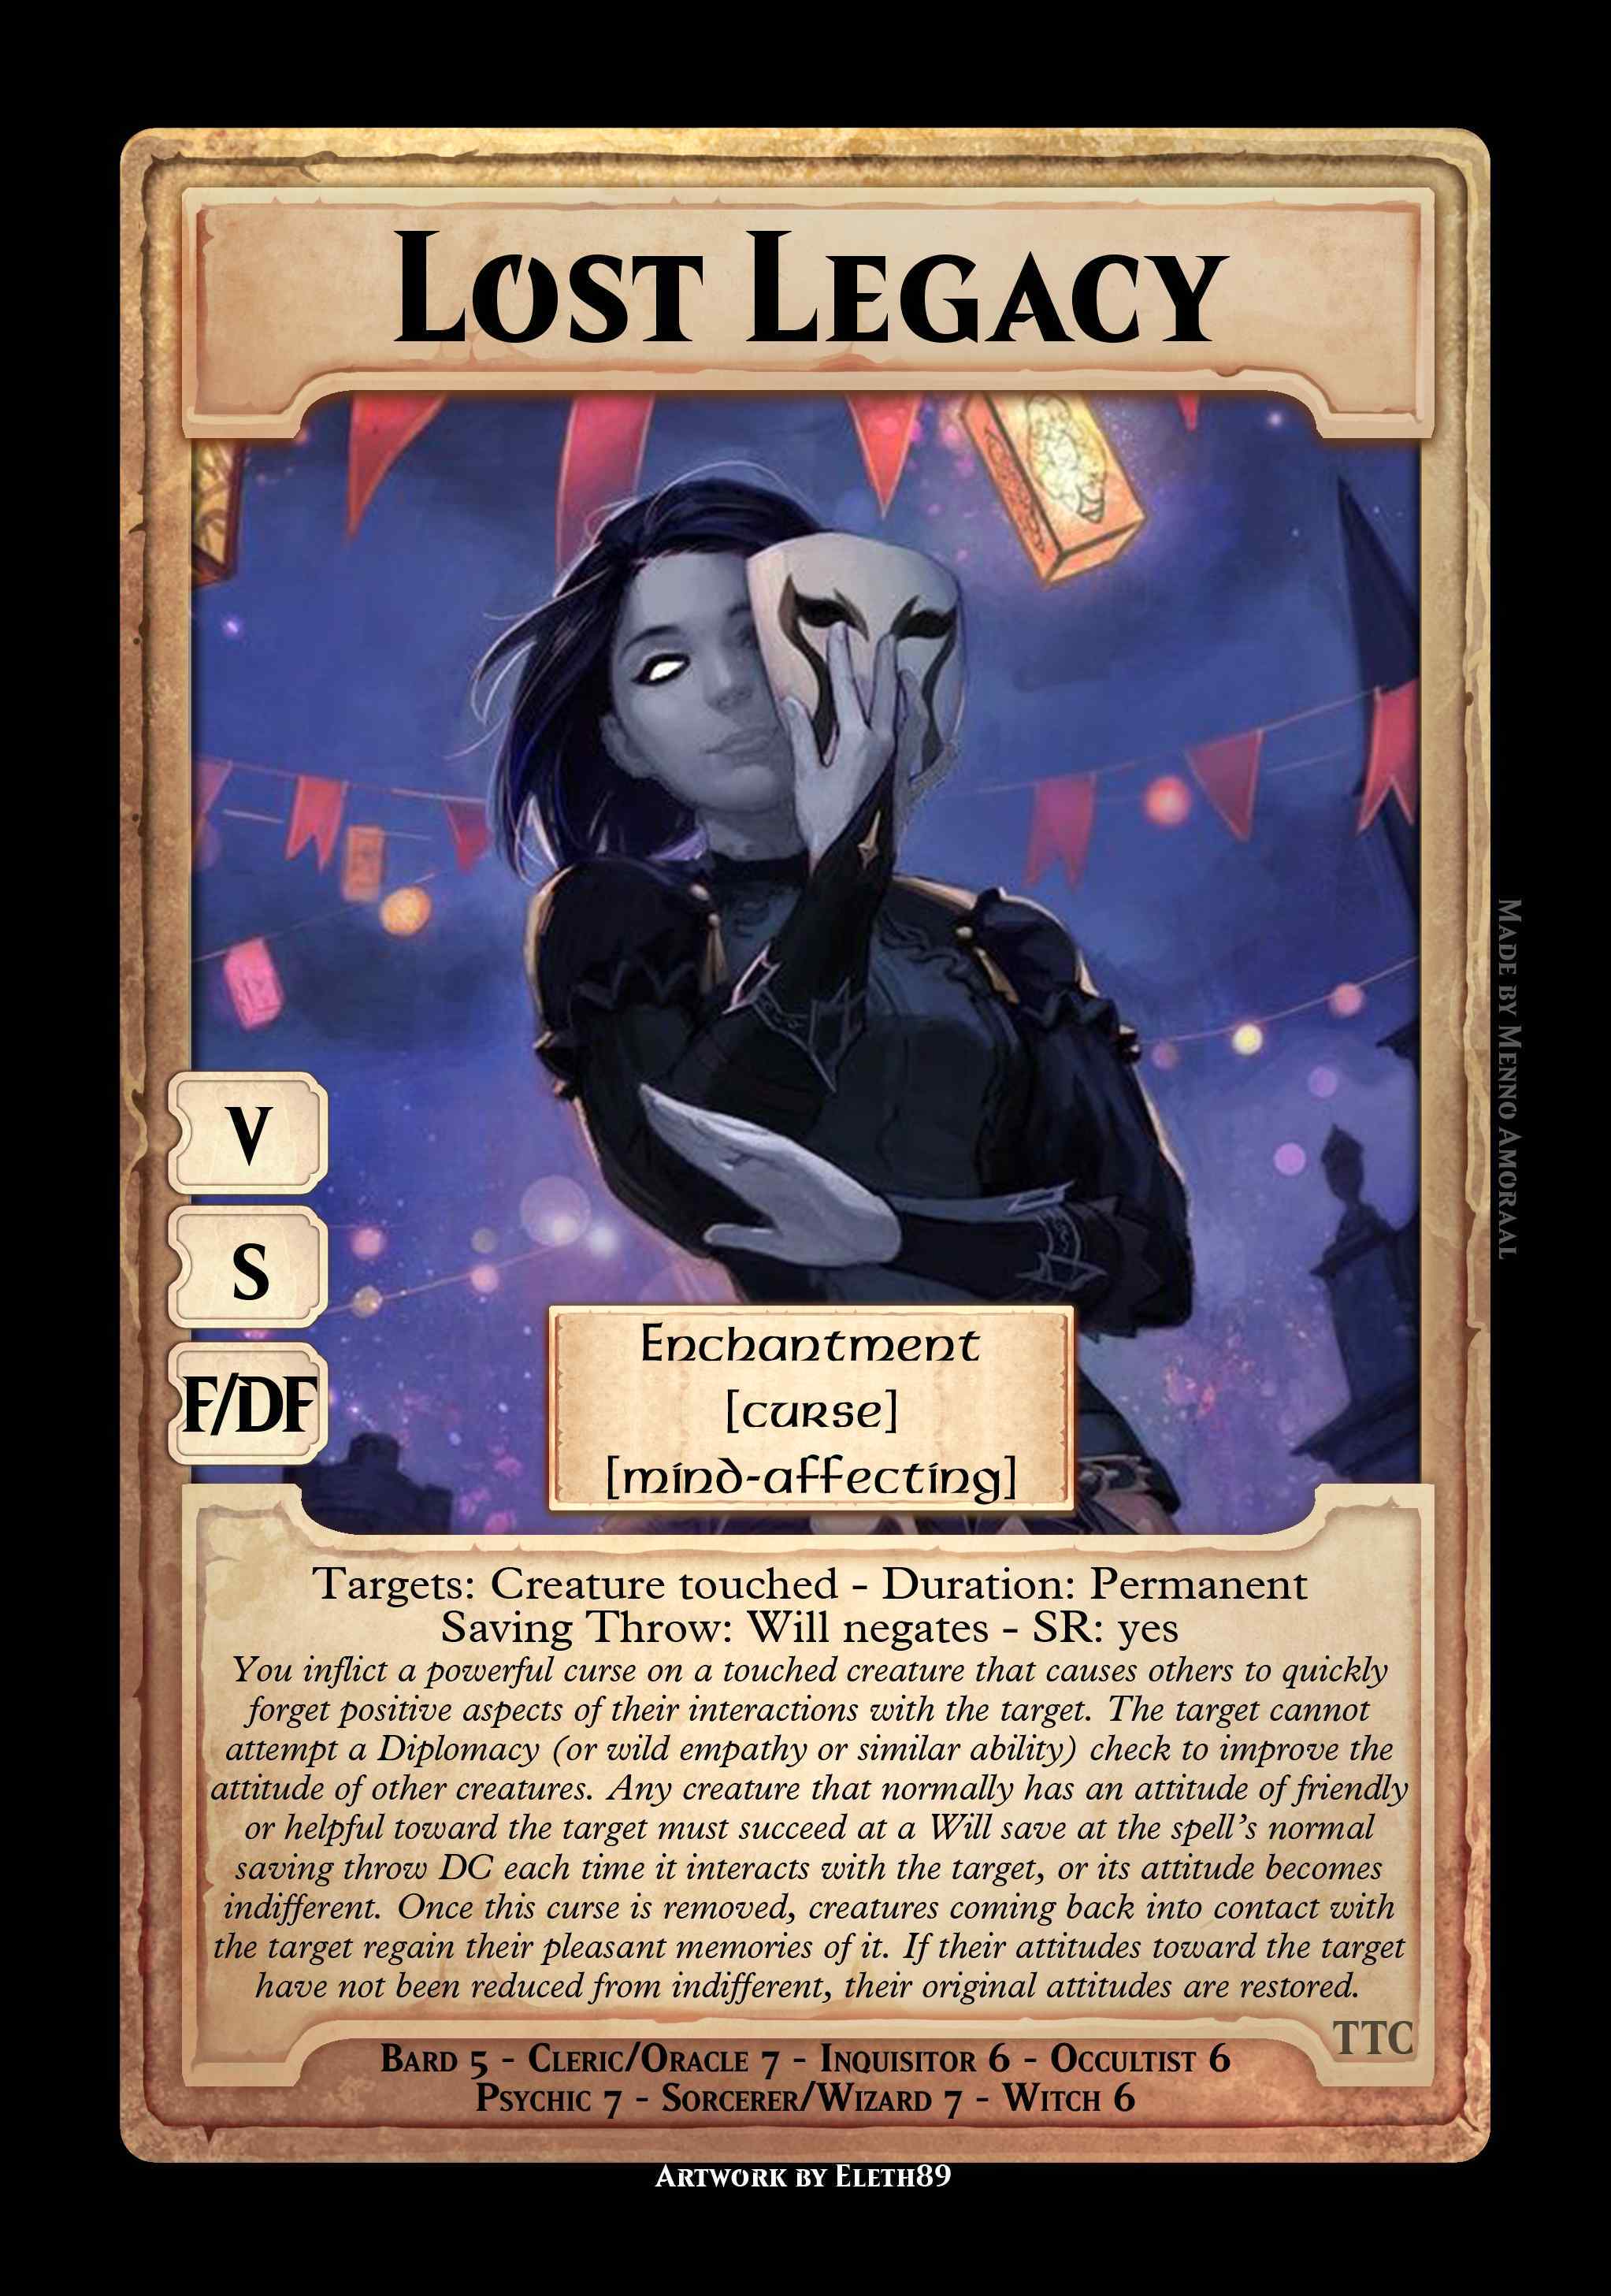 Lost Legacy
V
S
F/DF
Enchantment
[curse]
[mind-affecting]
Targets: Creature touched - Duration: Permanent
Saving Throw: Will negates - SR: yes
You inflict a powerful curse on a touched creature that causes others to quickly
forget positive aspects of their interactions with the target. The target cannot
attempt a Diplomacy (or wild empathy or similar ability) check to improve the
attitude of other creatures. Any creature that normally has an attitude of friendly
or helpful toward the target must succeed at a Will save at the spell’s normal
saving throw DC each time it interacts with the target, or its attitude becomes
indifferent. Once this curse is removed, creatures coming back into contact with
the target regain their pleasant memories of it. If their attitudes toward the target
have not been reduced from indifferent, their original attitudes are restored.
TTC
Bard 5 - Cleric/Oracle 7 - Inquisitor 6 - Occultist 6
Psychic 7 - Sorcerer/Wizard 7 - Witch 6
Artwork by Eleth89
Made by Menno Amoraal